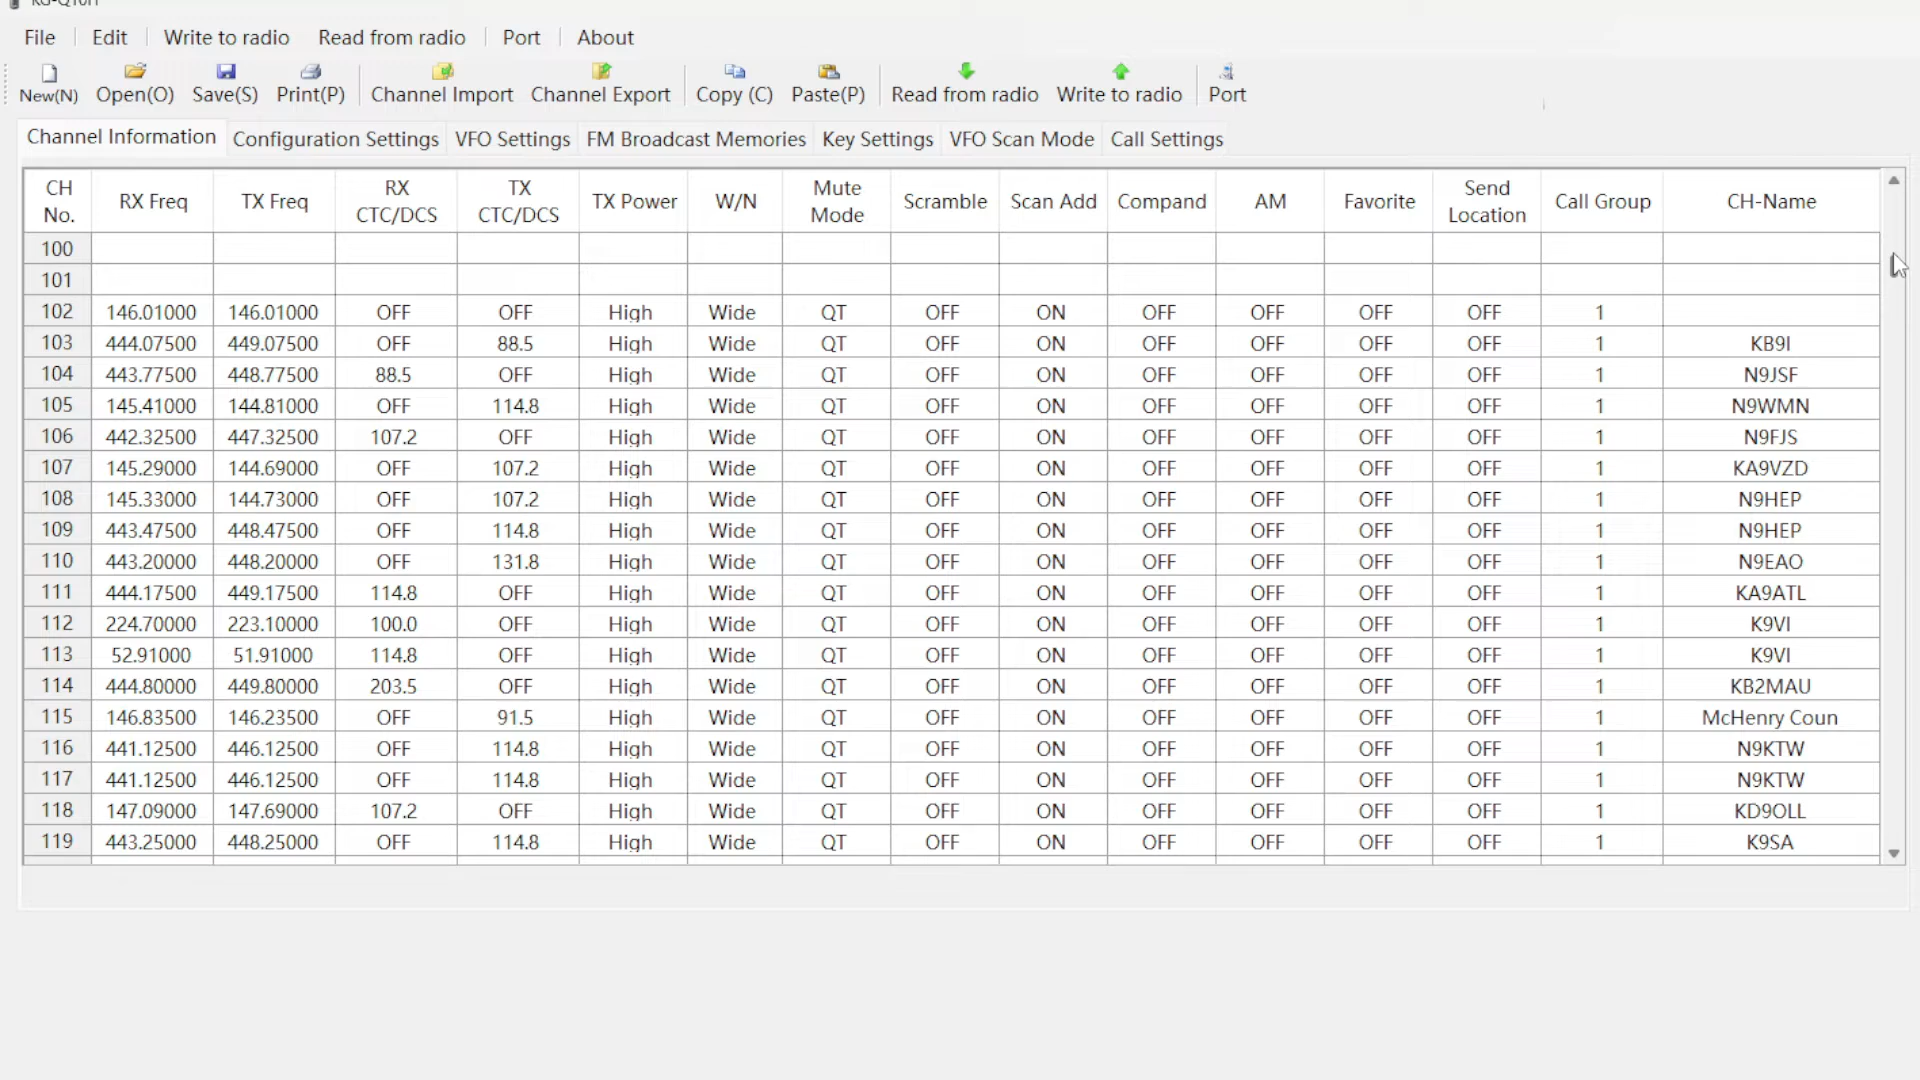 KG-Q10H
File Edit Write to radio Read from radio Port About
New(N) Open(O) Save(S) Print(P) Channel Import Channel Export Copy (C) Paste(P) Read from radio Write to radio Port
Channel Information Configuration Settings VFO Settings FM Broadcast Memories Key Settings VFO Scan Mode Call Settings
CH No. RX Freq TX Freq RX CTC/DCS TX CTC/DCS TX Power W/N Mute Mode Scramble Scan Add Compand AM Favorite Send Location Call Group CH-Name
100
101
102 146.01000 146.01000 OFF OFF High Wide QT OFF ON OFF OFF OFF OFF 1
103 444.07500 449.07500 OFF 88.5 High Wide QT OFF ON OFF OFF OFF OFF 1 KB9I
104 443.77500 448.77500 88.5 OFF High Wide QT OFF ON OFF OFF OFF OFF 1 N9JSF
105 145.41000 144.81000 OFF 114.8 High Wide QT OFF ON OFF OFF OFF OFF 1 N9WMN
106 442.32500 447.32500 107.2 OFF High Wide QT OFF ON OFF OFF OFF OFF 1 N9FJS
107 145.29000 144.69000 OFF 107.2 High Wide QT OFF ON OFF OFF OFF OFF 1 KA9VZD
108 145.33000 144.73000 OFF 107.2 High Wide QT OFF ON OFF OFF OFF OFF 1 N9HEP
109 443.47500 448.47500 OFF 114.8 High Wide QT OFF ON OFF OFF OFF OFF 1 N9HEP
110 443.20000 448.20000 OFF 131.8 High Wide QT OFF ON OFF OFF OFF OFF 1 N9EAO
111 444.17500 449.17500 114.8 OFF High Wide QT OFF ON OFF OFF OFF OFF 1 KA9ATL
112 224.70000 223.10000 100.0 OFF High Wide QT OFF ON OFF OFF OFF OFF 1 K9VI
113 52.91000 51.91000 114.8 OFF High Wide QT OFF ON OFF OFF OFF OFF 1 K9VI
114 444.80000 449.80000 203.5 OFF High Wide QT OFF ON OFF OFF OFF OFF 1 KB2MAU
115 146.83500 146.23500 OFF 91.5 High Wide QT OFF ON OFF OFF OFF OFF 1 McHenry Coun
116 441.12500 446.12500 OFF 114.8 High Wide QT OFF ON OFF OFF OFF OFF 1 N9KTW
117 441.12500 446.12500 OFF 114.8 High Wide QT OFF ON OFF OFF OFF OFF 1 N9KTW
118 147.09000 147.69000 107.2 OFF High Wide QT OFF ON OFF OFF OFF OFF 1 KD9OLL
119 443.25000 448.25000 OFF 114.8 High Wide QT OFF ON OFF OFF OFF OFF 1 K9SA